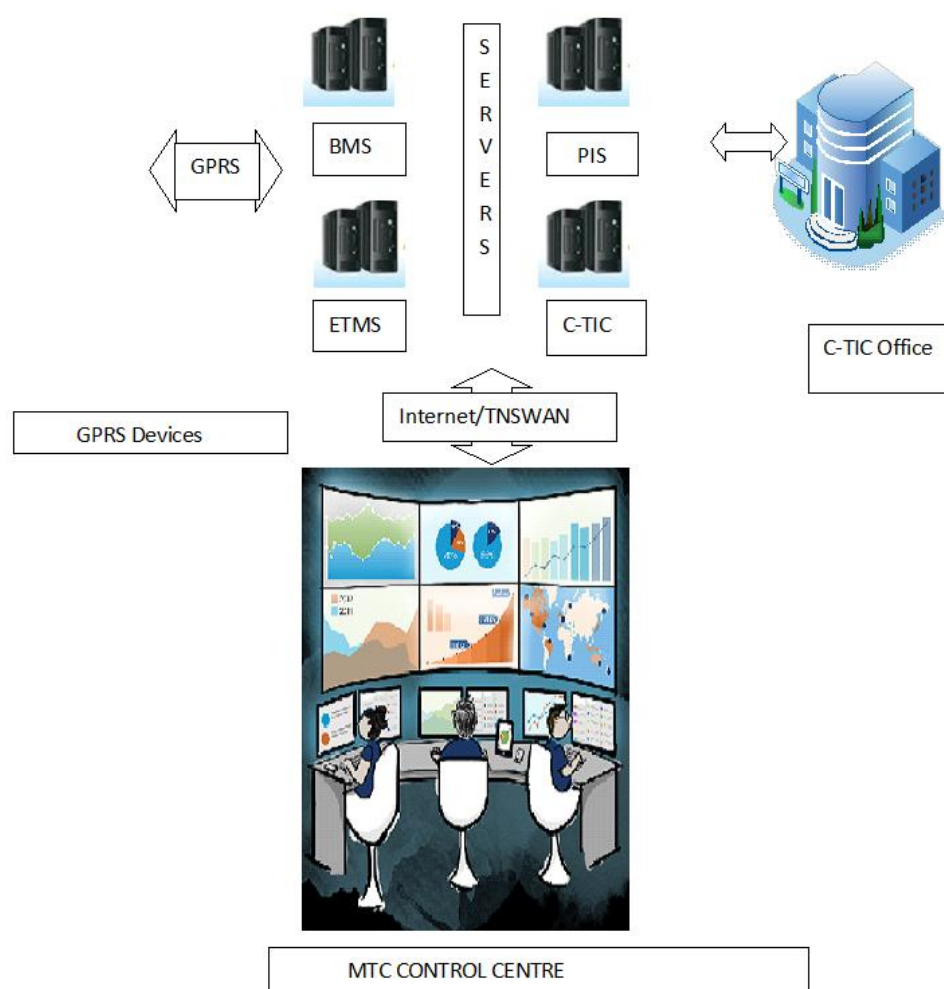 S
E
R
V
E
R
S
BMS
PIS
GPRS
ETMS
C-TIC
C-TIC Office
Internet/TNSWAN
GPRS Devices
MTC CONTROL CENTRE